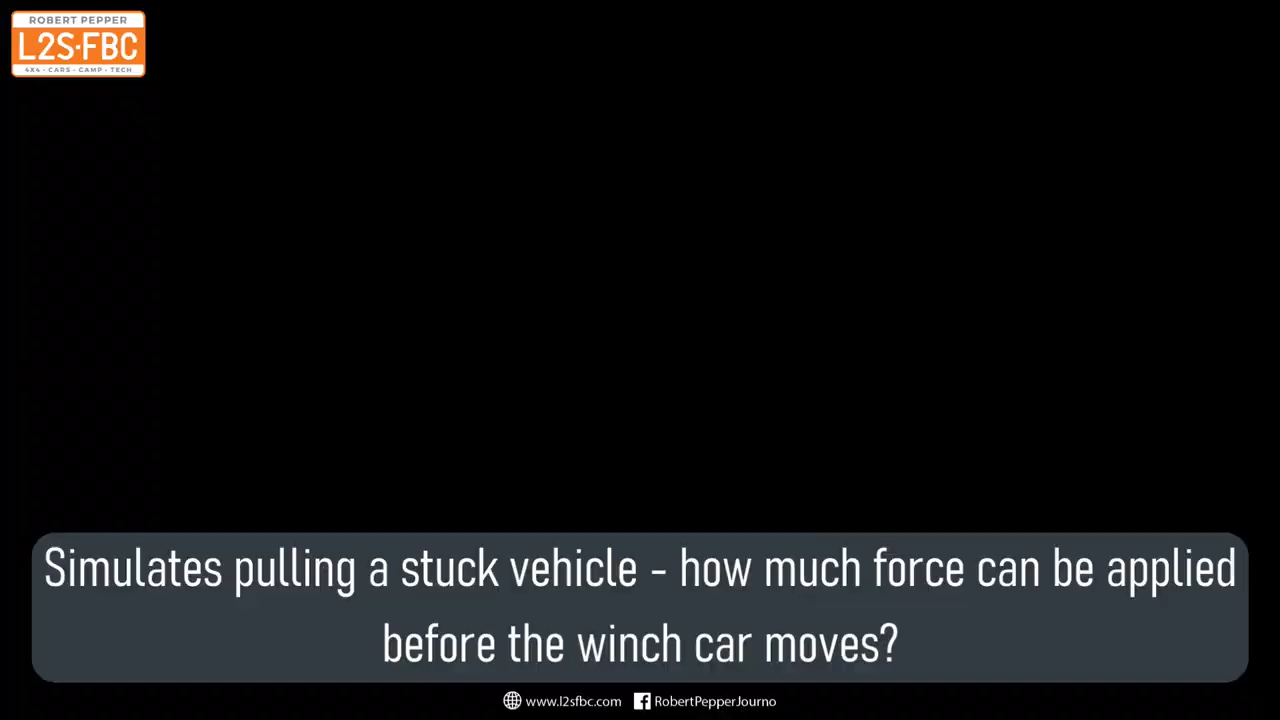 ROBERT PEPPER
L2S·FBC
4X4 • CARS • CAMP • TECH
Simulates pulling a stuck vehicle - how much force can be applied
before the winch car moves?
www.l2sfbc.com RobertPepperJourno